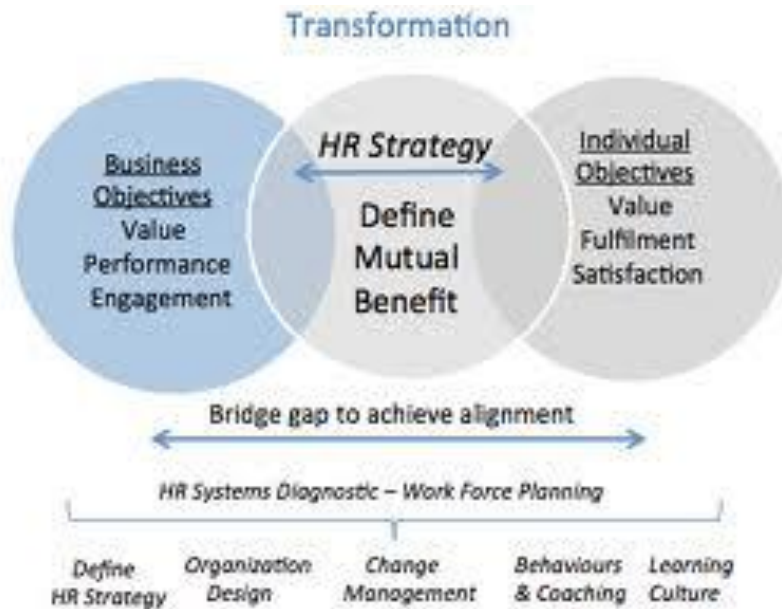 Transformation
Business
Objectives
Value
Performance
Engagement
HR Strategy
Define
Mutual
Benefit
Individual
Objectives
Value
Fulfilment
Satisfaction
Bridge gap to achieve alignment
HR Systems Diagnostic – Work Force Planning
Define
HR Strategy
Organization
Design
Change
Management
Behaviours
& Coaching
Learning
Culture